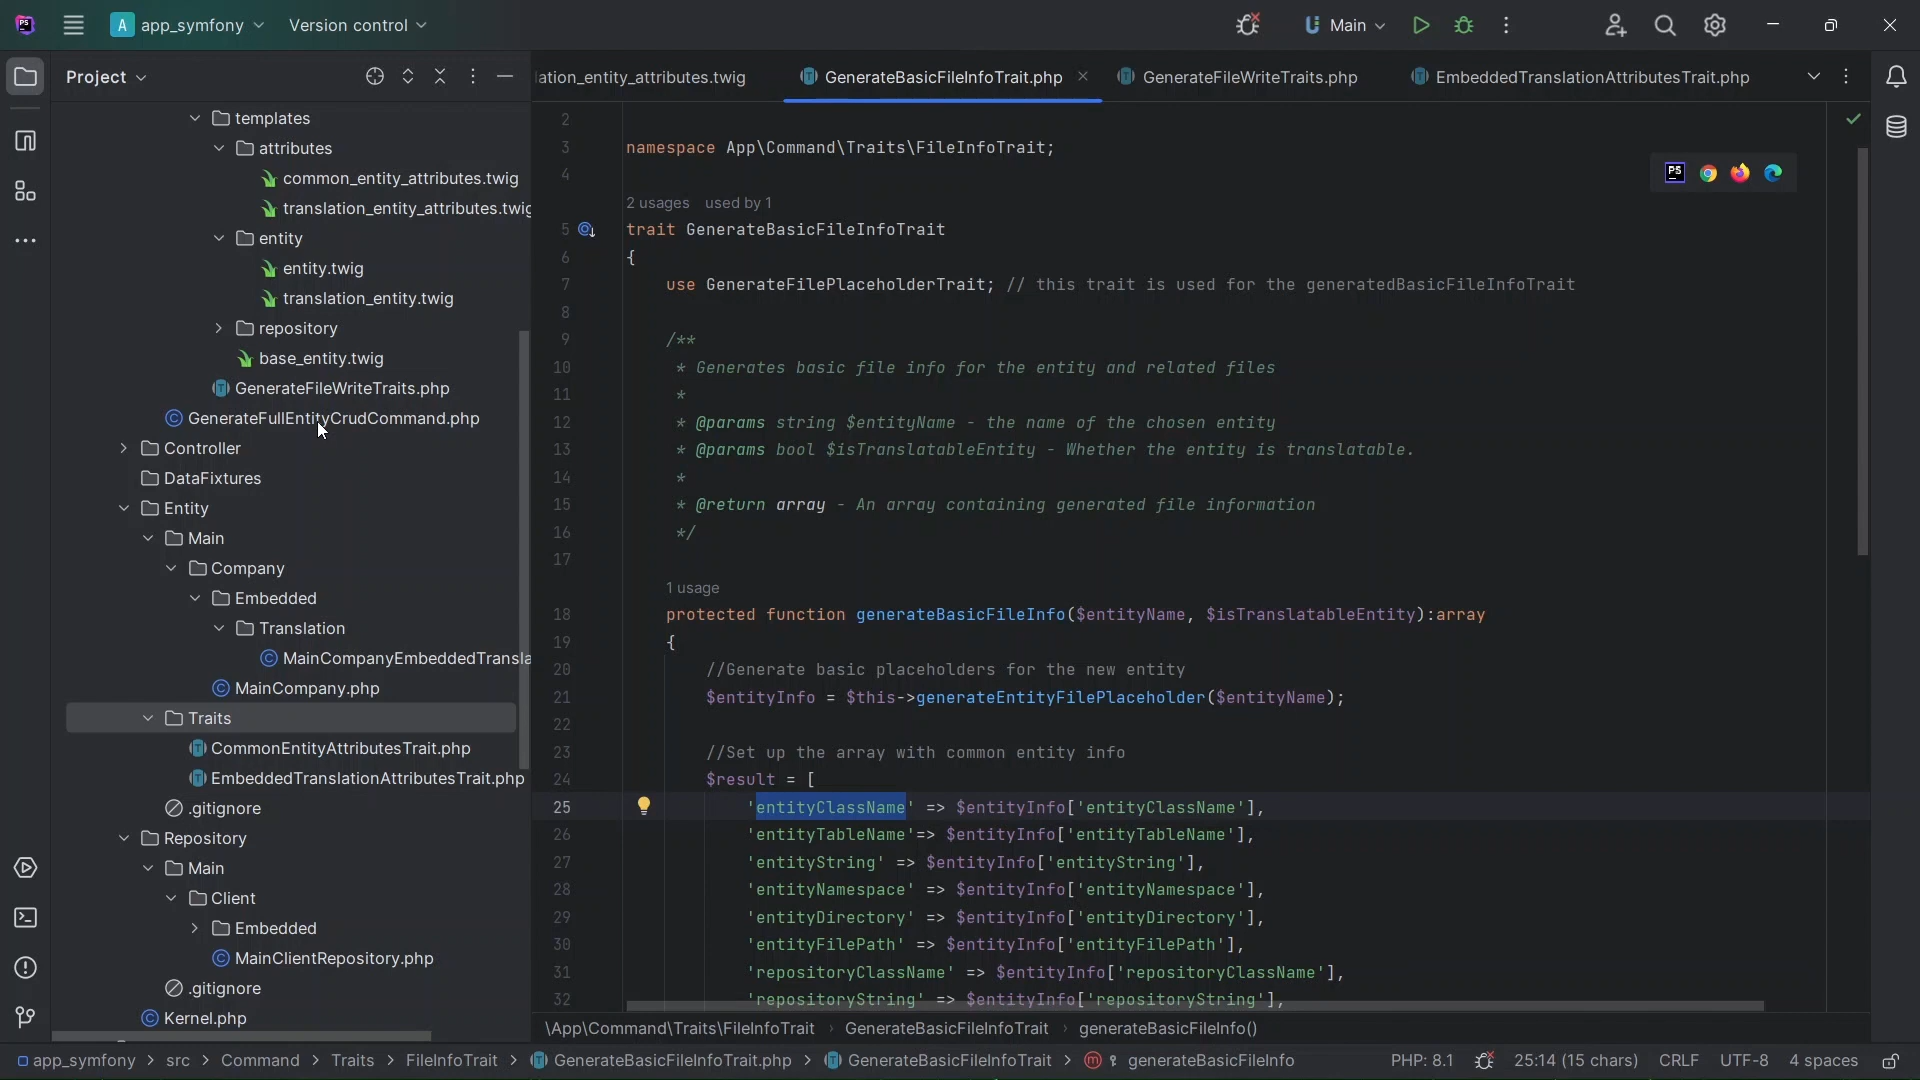 PS
A app_symfony
Version control
Main
Project
templates
attributes
common_entity_attributes.twig
translation_entity_attributes.twig
entity
entity.twig
translation_entity.twig
repository
base_entity.twig
GenerateFileWriteTraits.php
GenerateFullEntityCrudCommand.php
Controller
DataFixtures
Entity
Main
Company
Embedded
Translation
MainCompanyEmbeddedTransla
MainCompany.php
Traits
CommonEntityAttributesTrait.php
EmbeddedTranslationAttributesTrait.php
.gitignore
Repository
Main
Client
Embedded
MainClientRepository.php
.gitignore
Kernel.php
lation_entity_attributes.twig
GenerateBasicFileInfoTrait.php
GenerateFileWriteTraits.php
EmbeddedTranslationAttributesTrait.php
PS
2
3 namespace App\Command\Traits\FileInfoTrait;
4
2 usages used by 1
5 trait GenerateBasicFileInfoTrait
6 {
7 use GenerateFilePlaceholderTrait; // this trait is used for the generatedBasicFileInfoTrait
8
9 /**
10 * Generates basic file info for the entity and related files
11 *
12 * @params string $entityName - the name of the chosen entity
13 * @params bool $isTranslatableEntity - Whether the entity is translatable.
14 *
15 * @return array - An array containing generated file information
16 */
17
1 usage
18 protected function generateBasicFileInfo($entityName, $isTranslatableEntity):array
19 {
20 //Generate basic placeholders for the new entity
21 $entityInfo = $this->generateEntityFilePlaceholder($entityName);
22
23 //Set up the array with common entity info
24 $result = [
25 'entityClassName' => $entityInfo['entityClassName'],
26 'entityTableName'=> $entityInfo['entityTableName'],
27 'entityString' => $entityInfo['entityString'],
28 'entityNamespace' => $entityInfo['entityNamespace'],
29 'entityDirectory' => $entityInfo['entityDirectory'],
30 'entityFilePath' => $entityInfo['entityFilePath'],
31 'repositoryClassName' => $entityInfo['repositoryClassName'],
32 'repositoryString' => $entityInfo['repositoryString'],
\App\Command\Traits\FileInfoTrait › GenerateBasicFileInfoTrait › generateBasicFileInfo()
app_symfony > src > Command > Traits > FileInfoTrait > GenerateBasicFileInfoTrait.php > GenerateBasicFileInfoTrait > generateBasicFileInfo
PHP: 8.1 25:14 (15 chars) CRLF UTF-8 4 spaces